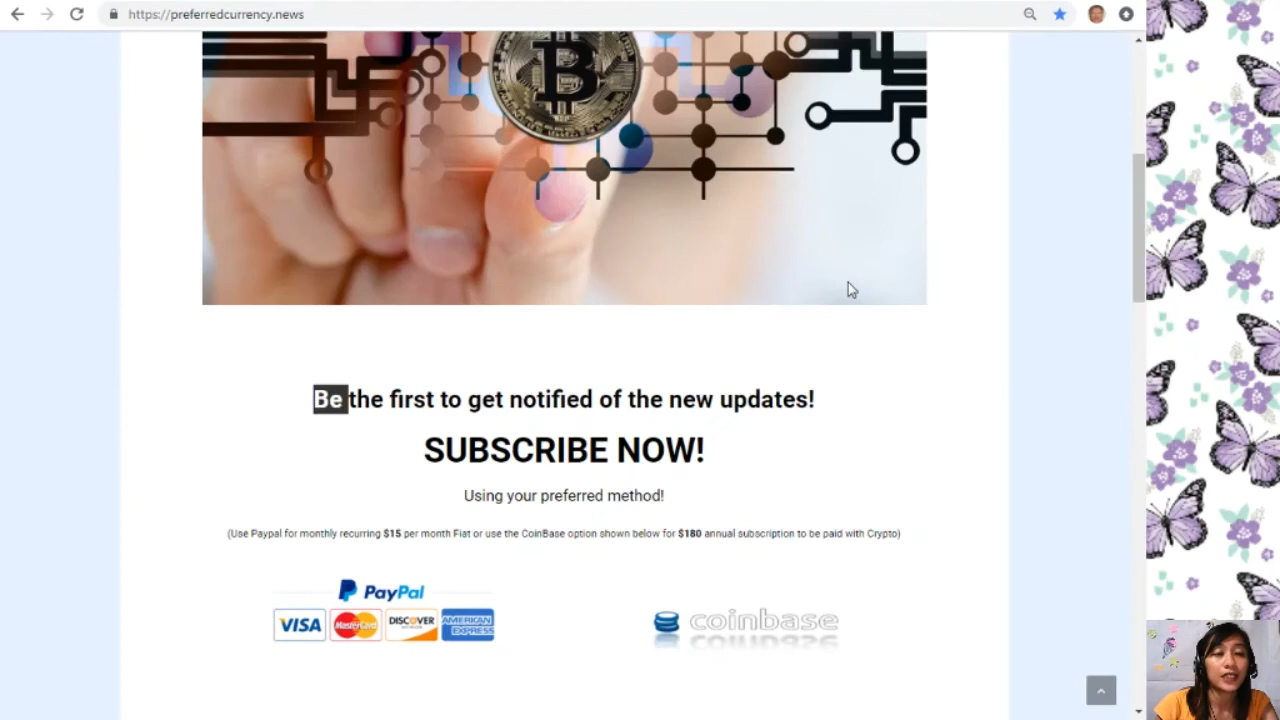 https://preferredcurrency.news
B
Be the first to get notified of the new updates!
SUBSCRIBE NOW!
Using your preferred method!
(Use Paypal for monthly recurring $15 per month Fiat or use the CoinBase option shown below for $180 annual subscription to be paid with Crypto)
PayPal
VISA MasterCard DISCOVER AMERICAN EXPRESS
coinbase